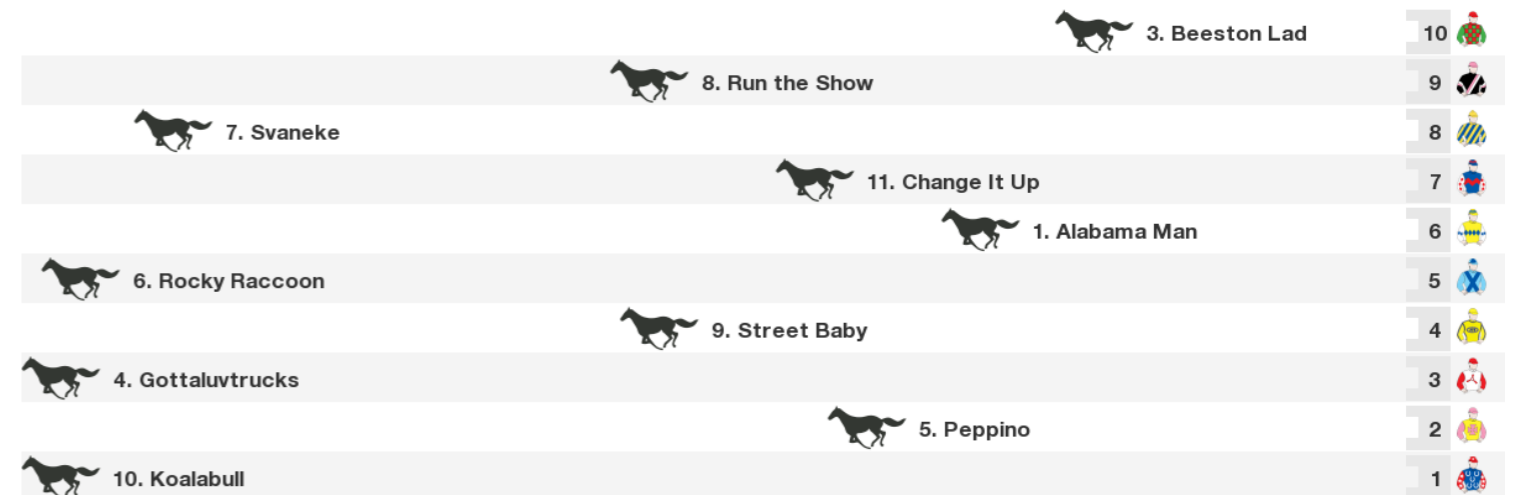 3. Beeston Lad 10
8. Run the Show 9
7. Svaneke 8
11. Change It Up 7
1. Alabama Man 6
6. Rocky Raccoon 5
9. Street Baby 4
4. Gottaluvtrucks 3
5. Peppino 2
10. Koalabull 1